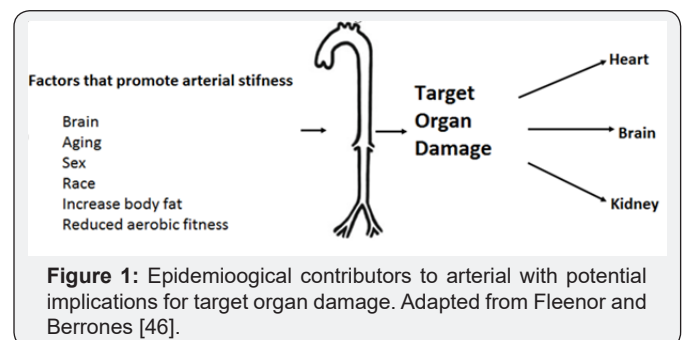 Factors that promote arterial stifness
Brain
Aging
Sex
Race
Increase body fat
Reduced aerobic fitness
Target
Organ
Damage
Heart
Brain
Kidney
Figure 1: Epidemioogical contributors to arterial with potential
implications for target organ damage. Adapted from Fleenor and
Berrones [46].